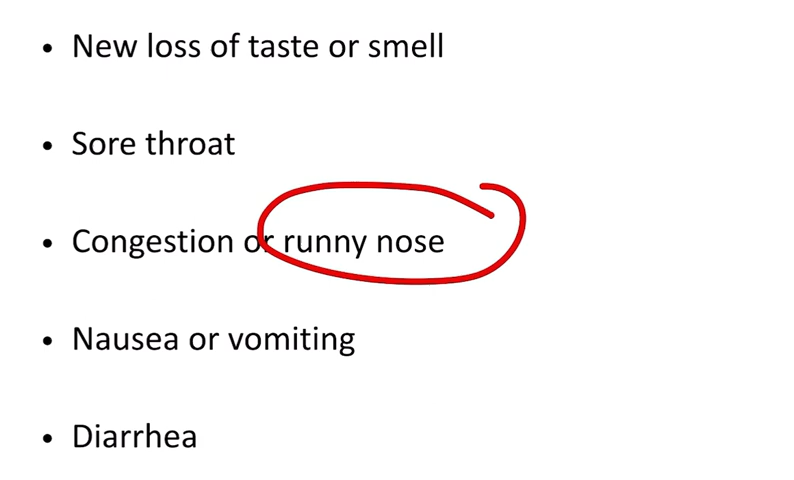 • New loss of taste or smell
• Sore throat
• Congestion or runny nose
• Nausea or vomiting
• Diarrhea